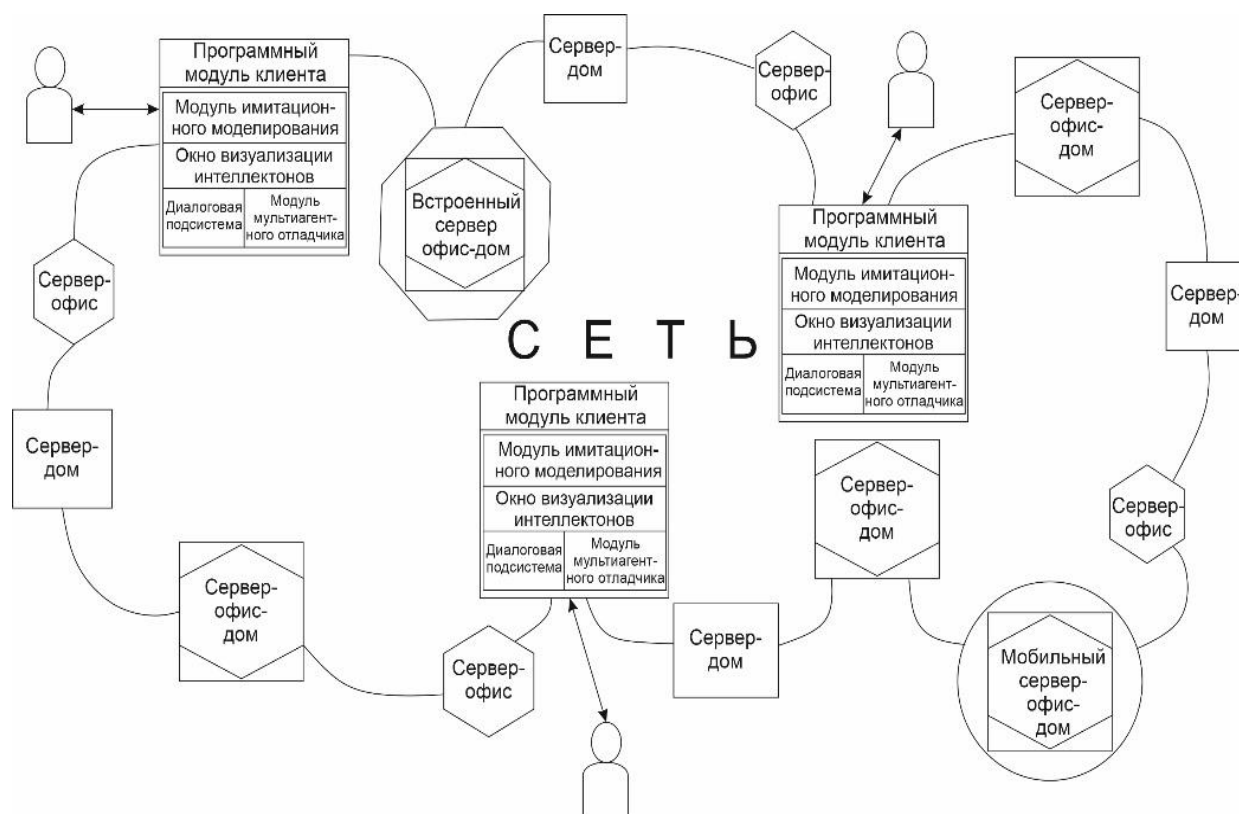 Программный
модуль клиента
Модуль имитацион-
ного моделирования
Окно визуализации
интеллектонов
Диалоговая
подсистема
Модуль
мультиагент-
ного отладчика
Сервер-
дом
Сервер-
офис
Сервер-
офис-
дом
Встроенный
сервер
офис-дом
Программный
модуль клиента
Модуль имитацион-
ного моделирования
Окно визуализации
интеллектонов
Диалоговая
подсистема
Модуль
мультиагент-
ного отладчика
Сервер-
офис
Сервер-
дом
СЕТЬ
Программный
модуль клиента
Модуль имитацион-
ного моделирования
Окно визуализации
интеллектонов
Диалоговая
подсистема
Модуль
мультиагент-
ного отладчика
Сервер-
дом
Сервер-
офис-
дом
Сервер-
офис
Сервер-
офис-
дом
Сервер-
офис
Сервер-
дом
Мобильный
сервер-
офис-
дом